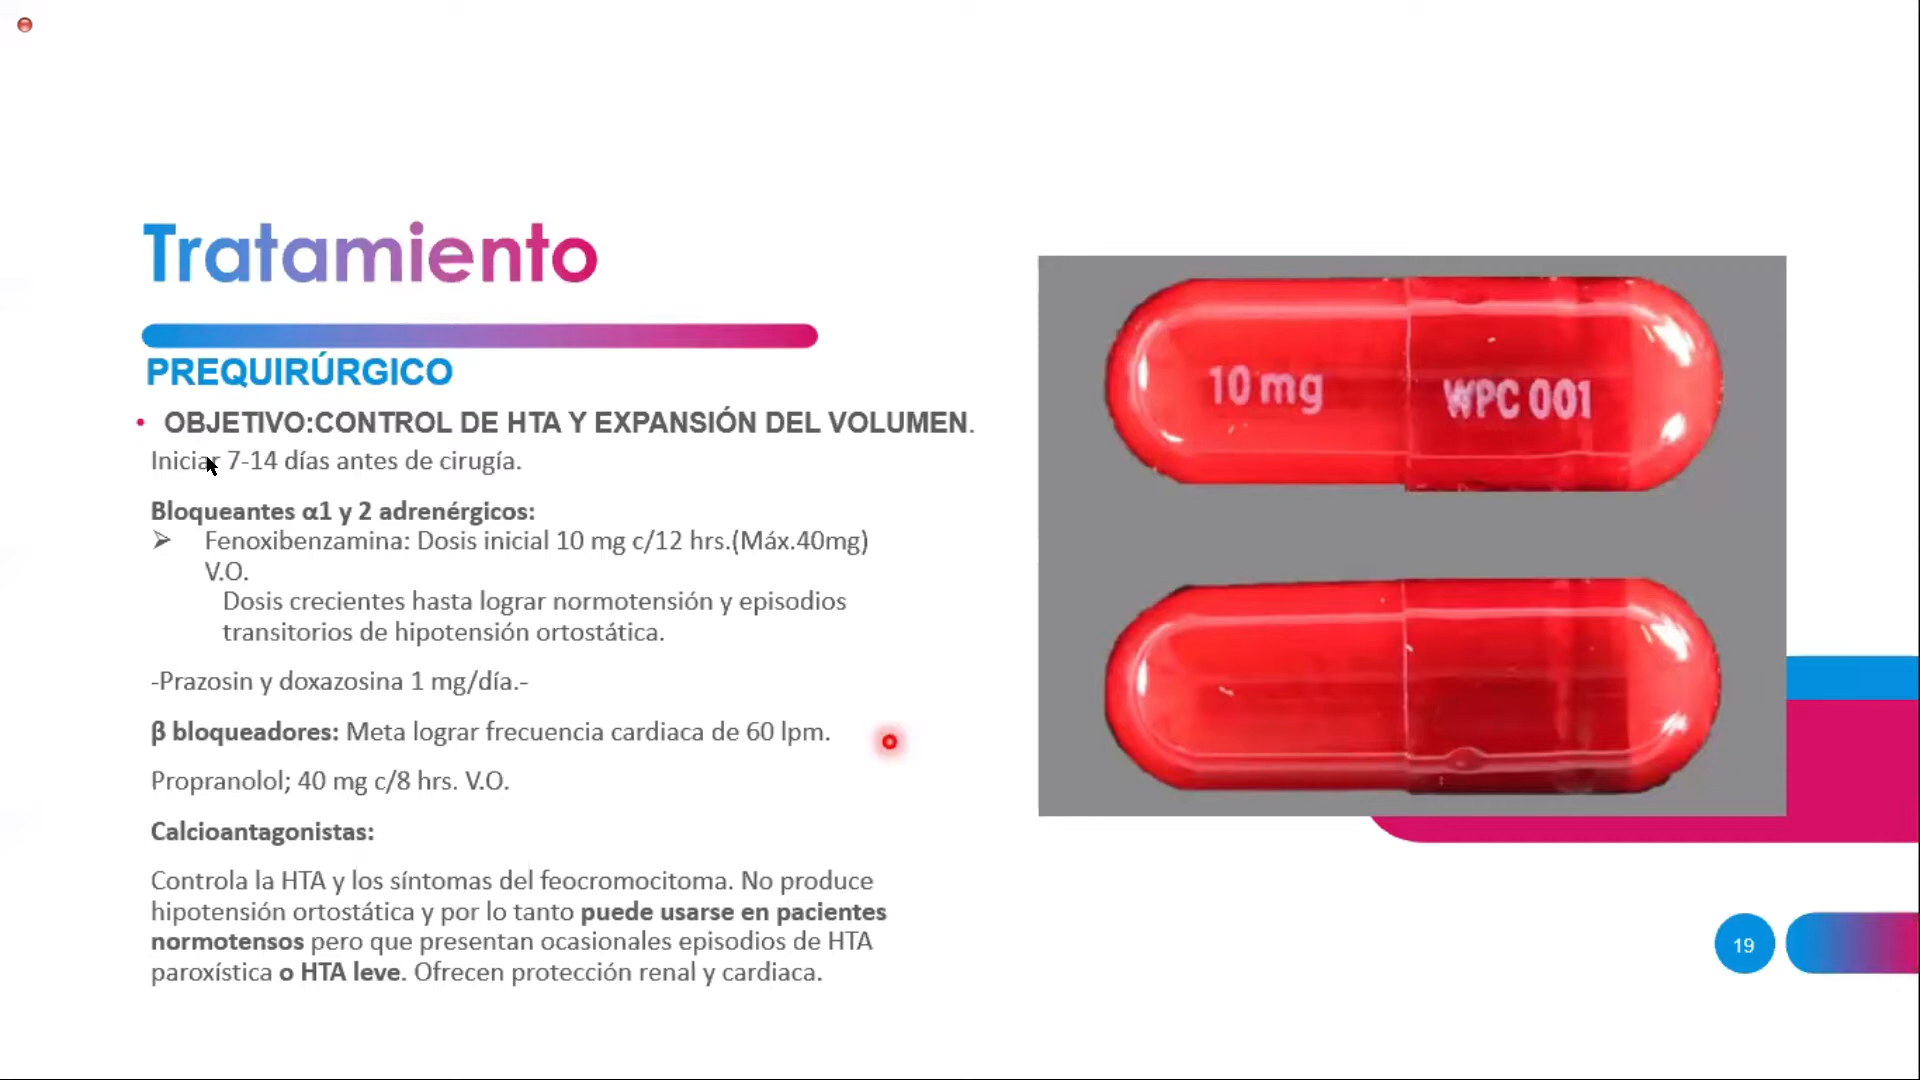 Tratamiento
PREQUIRÚRGICO
• OBJETIVO:CONTROL DE HTA Y EXPANSIÓN DEL VOLUMEN.
Iniciar 7-14 días antes de cirugía.
Bloqueantes α1 y 2 adrenérgicos:
➢ Fenoxibenzamina: Dosis inicial 10 mg c/12 hrs.(Máx.40mg)
V.O.
Dosis crecientes hasta lograr normotensión y episodios
transitorios de hipotensión ortostática.
-Prazosin y doxazosina 1 mg/día.-
β bloqueadores: Meta lograr frecuencia cardiaca de 60 lpm.
Propranolol; 40 mg c/8 hrs. V.O.
Calcioantagonistas:
Controla la HTA y los síntomas del feocromocitoma. No produce
hipotensión ortostática y por lo tanto puede usarse en pacientes
normotensos pero que presentan ocasionales episodios de HTA
paroxística o HTA leve. Ofrecen protección renal y cardiaca.
10 mg WPC 001
19